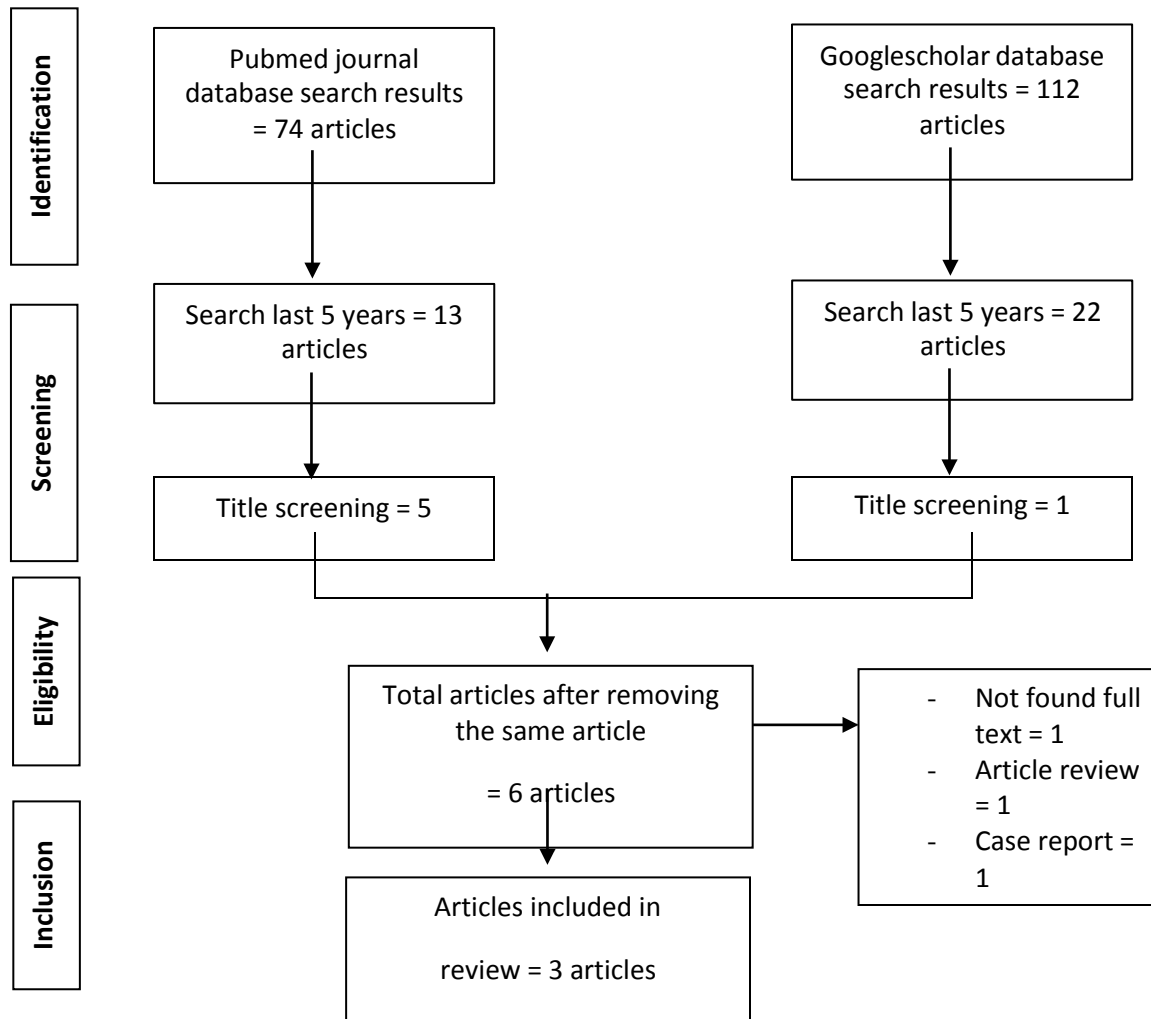 Identification
Pubmed journal
database search results
= 74 articles
Googlescholar database
search results = 112
articles
Screening
Search last 5 years = 13
articles
Search last 5 years = 22
articles
Title screening = 5
Title screening = 1
Eligibility
Total articles after removing
the same article
= 6 articles
- Not found full
text = 1
- Article review
= 1
- Case report =
1
Inclusion
Articles included in
review = 3 articles